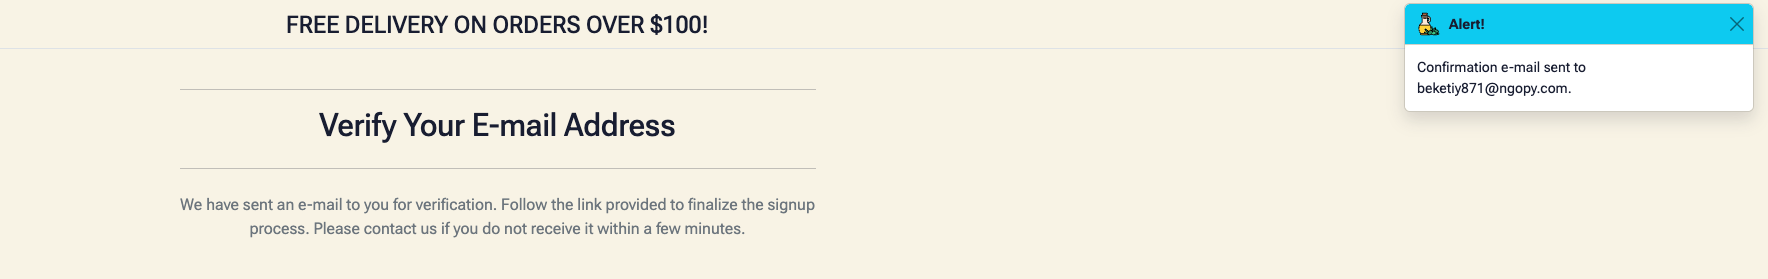 FREE DELIVERY ON ORDERS OVER $100!
Alert!
Confirmation e-mail sent to
beketiy871@ngopy.com.
Verify Your E-mail Address
We have sent an e-mail to you for verification. Follow the link provided to finalize the signup
process. Please contact us if you do not receive it within a few minutes.